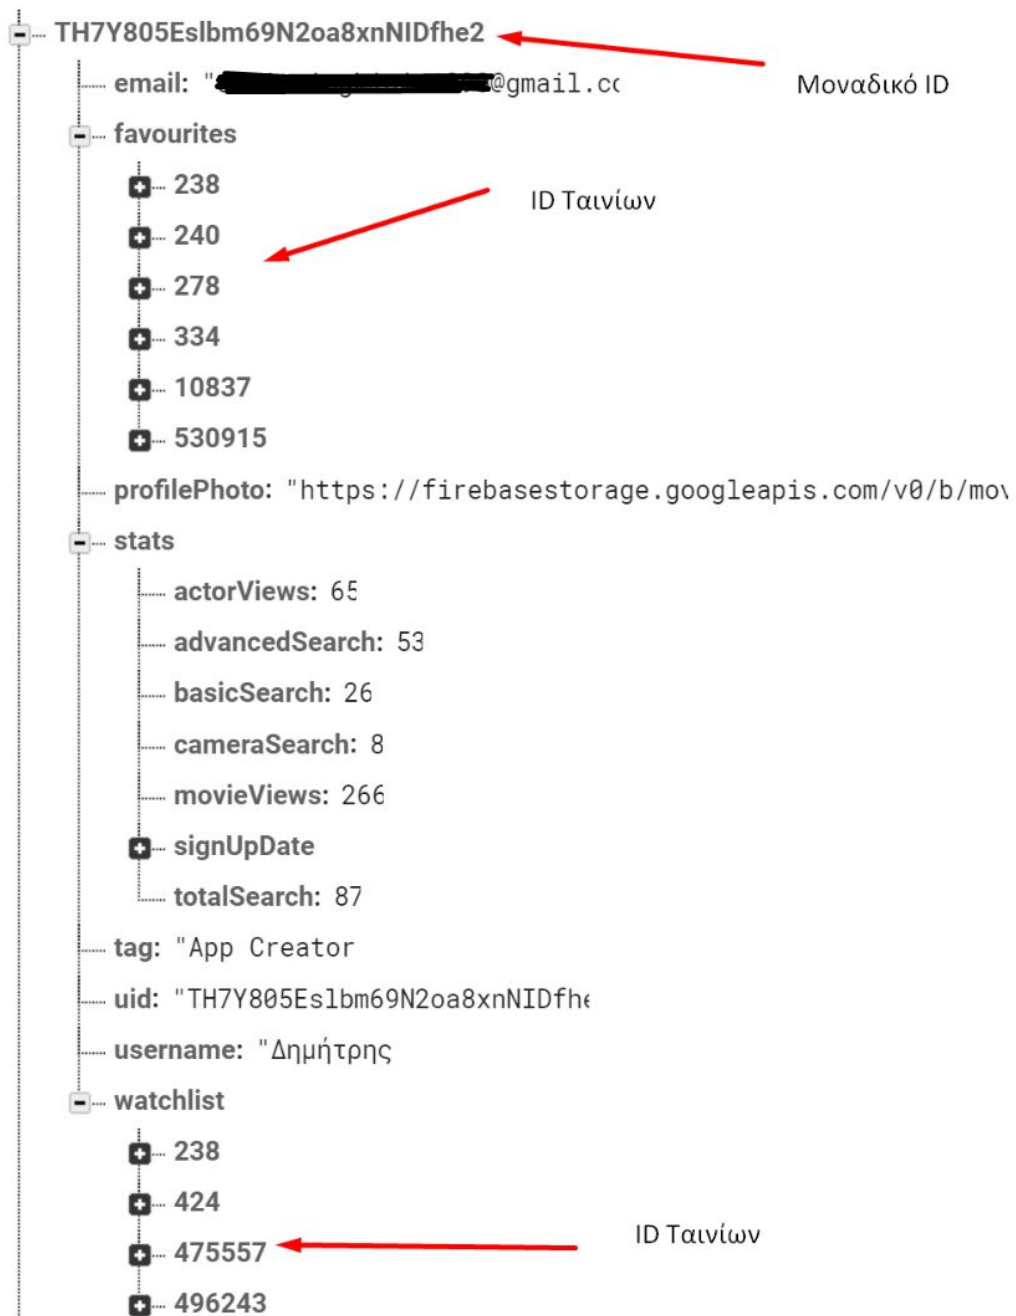 TH7Y805Eslbm69N2oa8xnNIDfhe2
Μοναδικό ID
email: "@gmail.cc
favourites
238
ID Ταινίων
240
278
334
10837
530915
profilePhoto: "https://firebasestorage.googleapis.com/v0/b/mov
stats
actorViews: 65
advancedSearch: 53
basicSearch: 26
cameraSearch: 8
movieViews: 266
signUpDate
totalSearch: 87
tag: "App Creator
uid: "TH7Y805Eslbm69N2oa8xnNIDfhe
username: "Δημήτρης
watchlist
238
424
475557
ID Ταινίων
496243